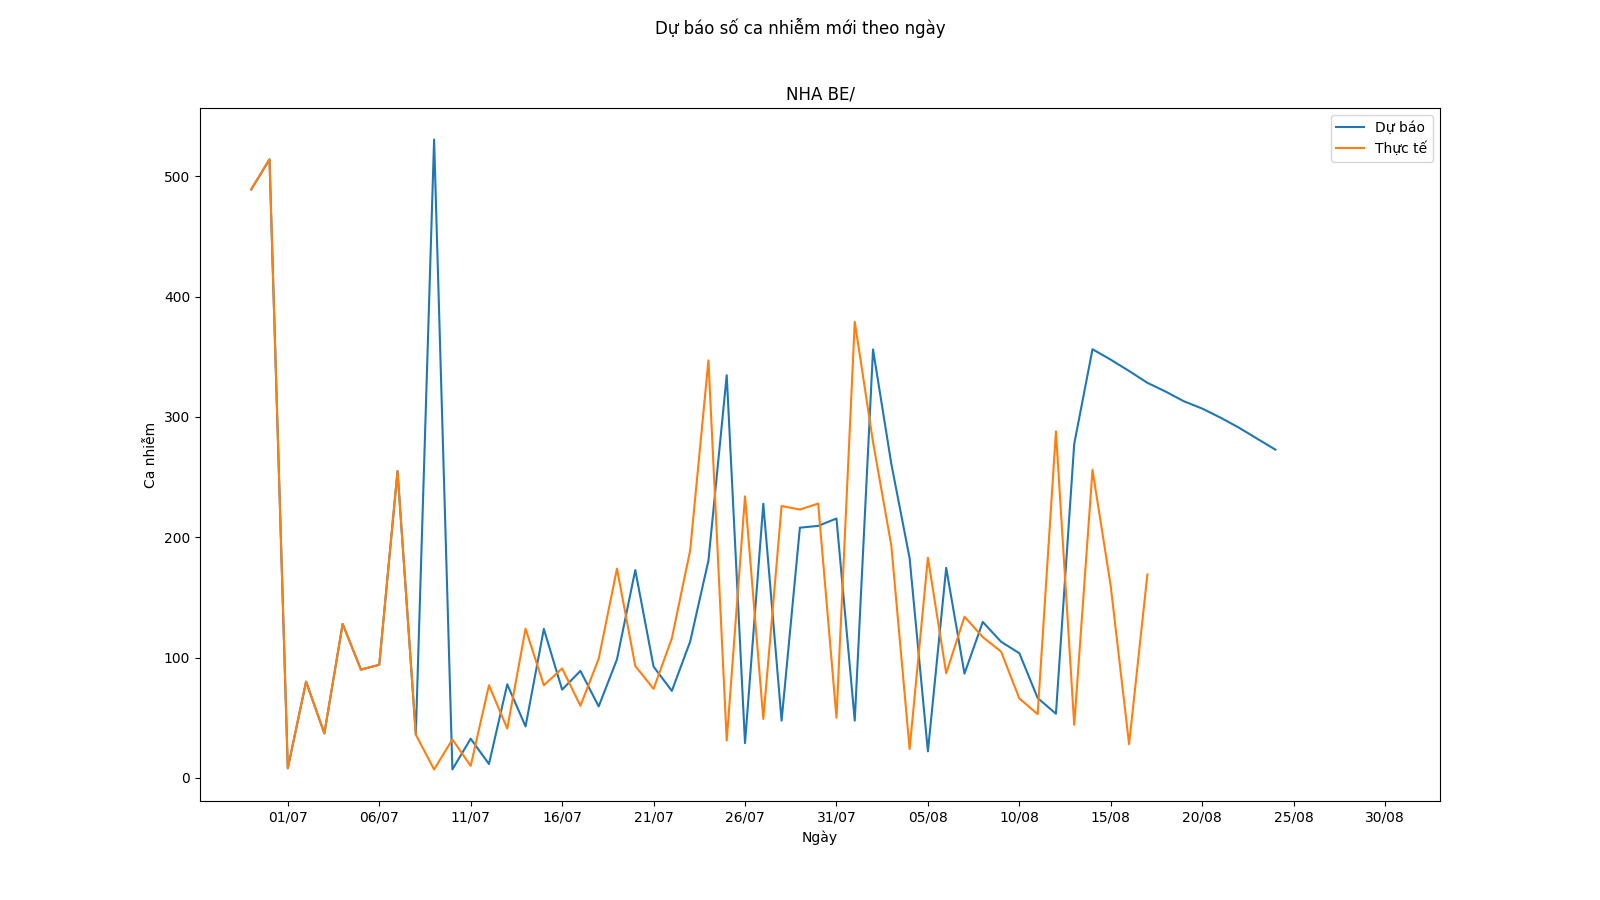 Dự báo số ca nhiễm mới theo ngày
NHA BE/
Dự báo
Thực tế
500
400
300
200
100
0
Ca nhiễm
01/07 06/07 11/07 16/07 21/07 26/07 31/07 05/08 10/08 15/08 20/08 25/08 30/08
Ngày